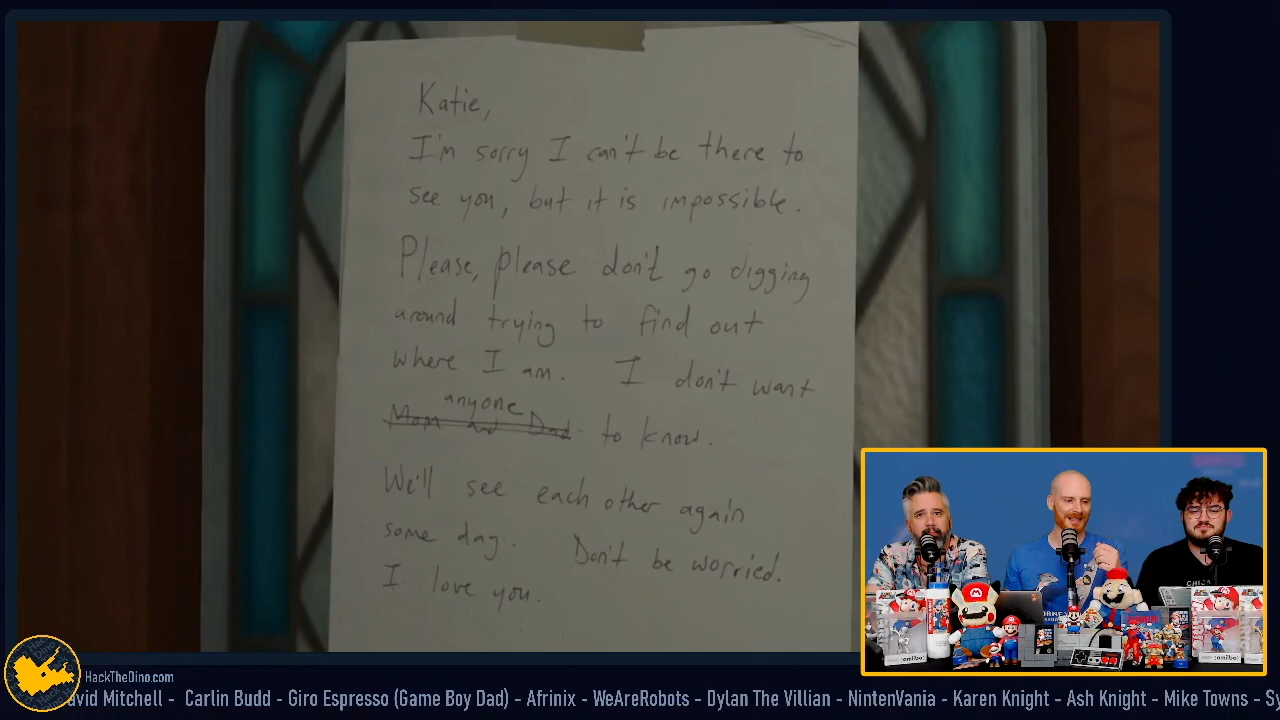 Katie,
I'm sorry I can't be there to
see you, but it is impossible.
Please, please don't go digging
around trying to find out
where I am. I don't want
anyone
Mom and Dad to know.
We'll see each other again
some day. Don't be worried.
I love you.
HackTheDino.com
avid Mitchell - Carlin Budd - Giro Espresso (Game Boy Dad) - Afrinix - WeAreRobots - Dylan The Villian - NintenVania - Karen Knight - Ash Knight - Mike Towns - Sy
:amiibo:
:amiibo: